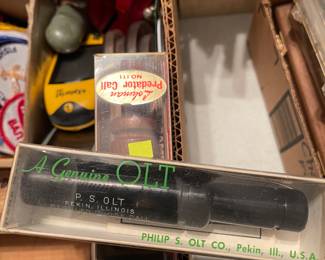 Lohman
Predator Call
NO. 111
A Genuine OLT
P. S. OLT
PEKIN, ILLINOIS
PHILIP S. OLT CO., Pekin, Ill., U.S.A.